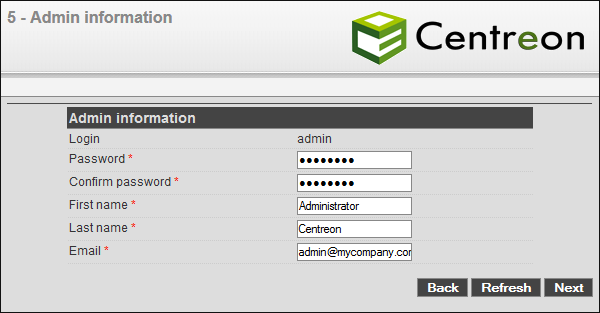 5 - Admin information
Centreon
Admin information
Login admin
Password * ●●●●●●●●
Confirm password * ●●●●●●●●
First name * Administrator
Last name * Centreon
Email * admin@mycompany.cor
Back Refresh Next